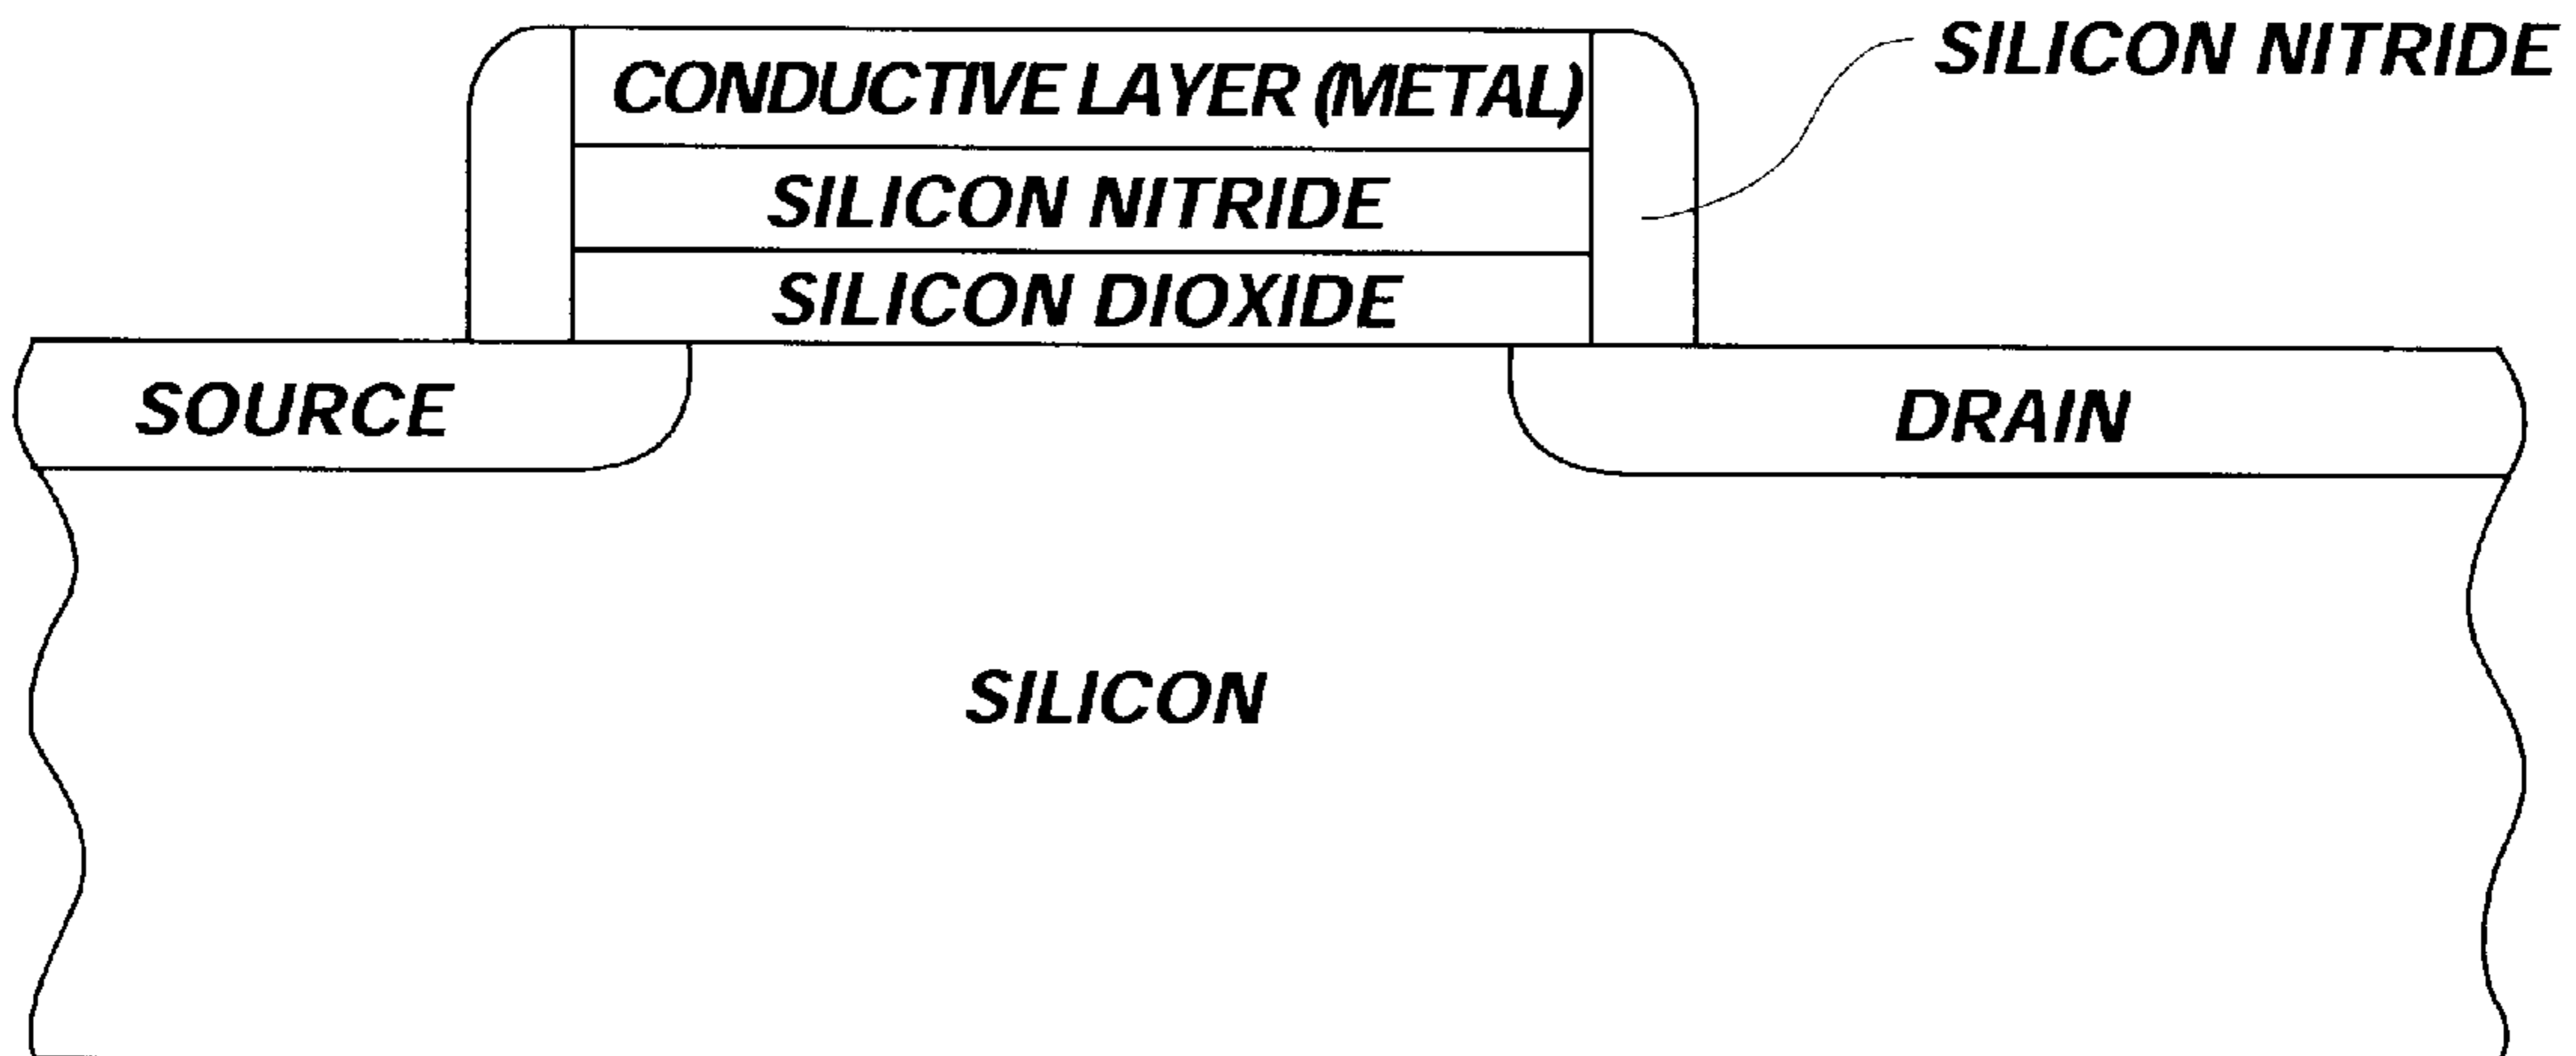 SILICON NITRIDE
CONDUCTIVE LAYER (METAL)
SILICON NITRIDE
SILICON DIOXIDE
SOURCE
DRAIN
SILICON